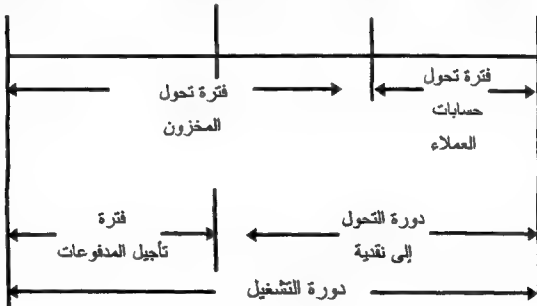 فترة تحول
حسابات
العملاء
فترة تحول
المخزون
دورة التحول
إلى نقدية
فترة
تأجيل المدفوعات
دورة التشغيل